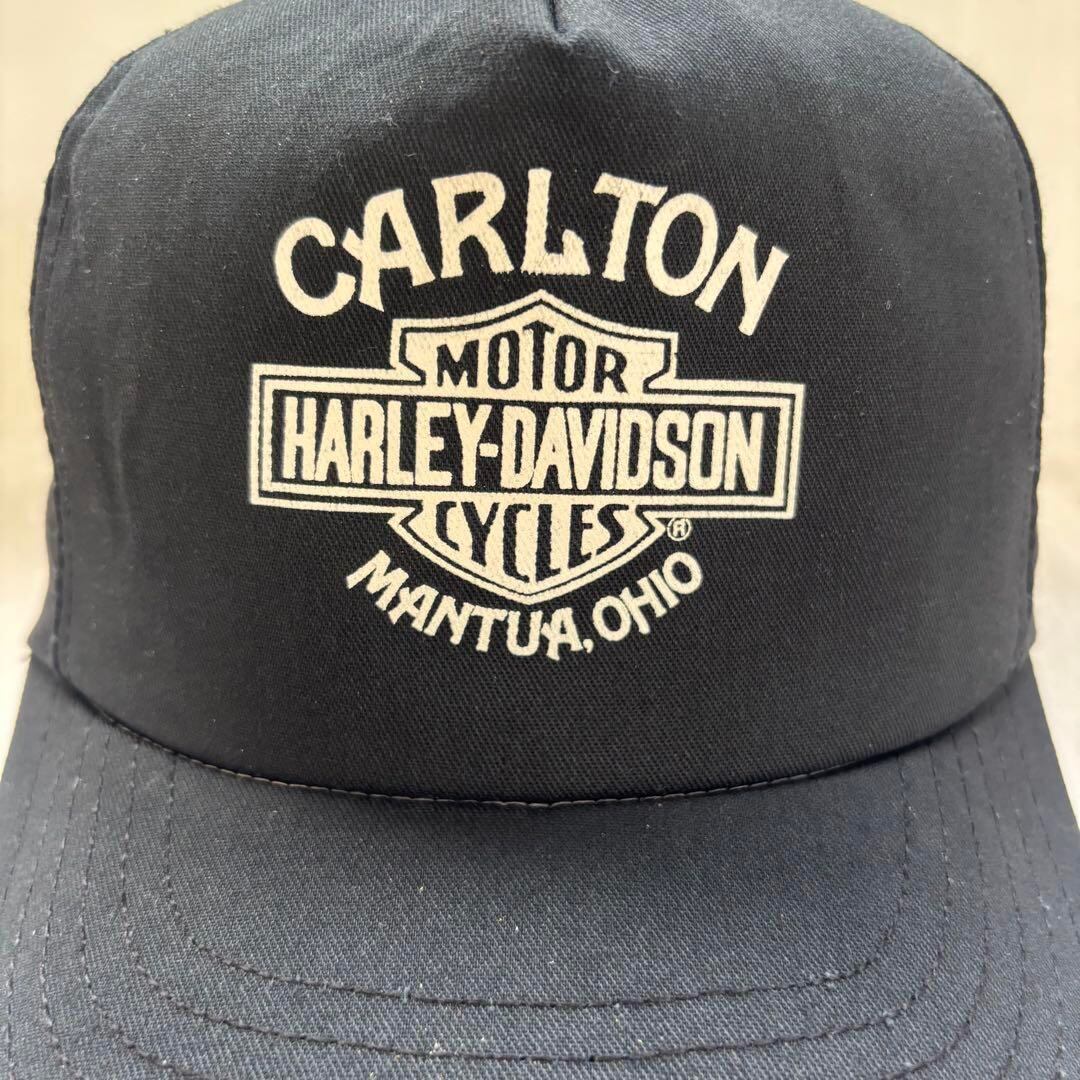 CARLTON
MOTOR
HARLEY-DAVIDSON
CYCLES ®
MANTUA, OHIO